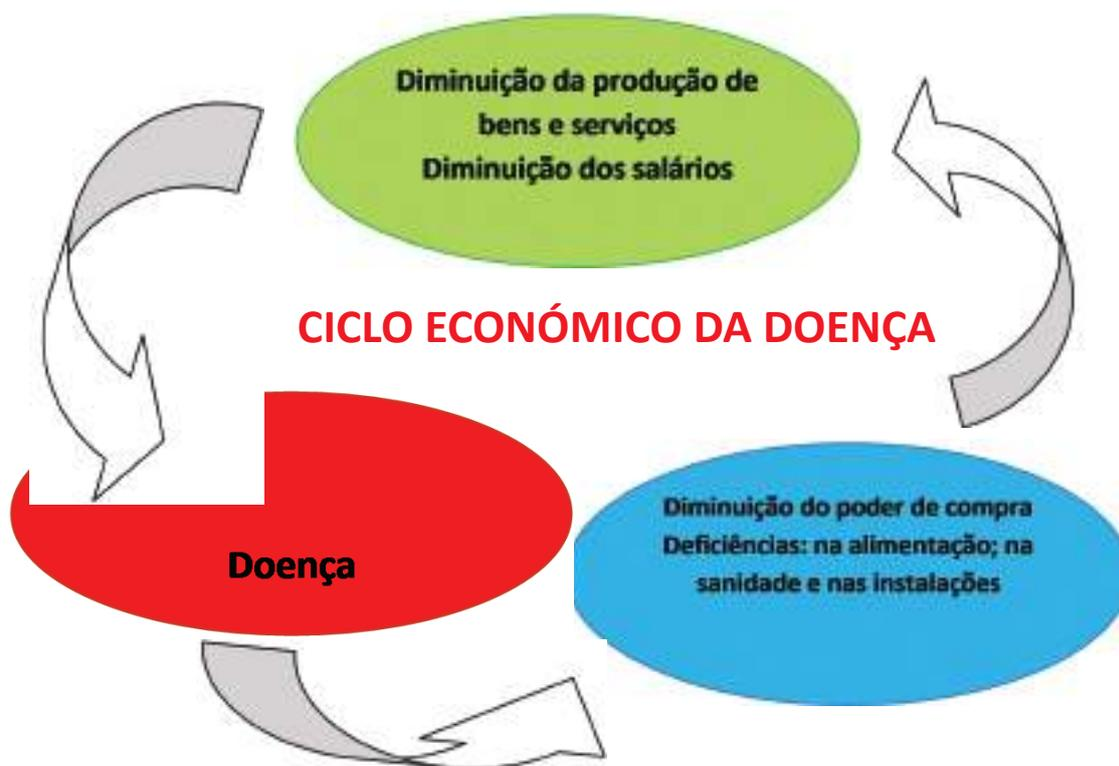 Diminuição da produção de
bens e serviços
Diminuição dos salários
CICLO ECONÓMICO DA DOENÇA
Doença
Diminuição do poder de compra
Deficiências: na alimentação; na
sanidade e nas instalações